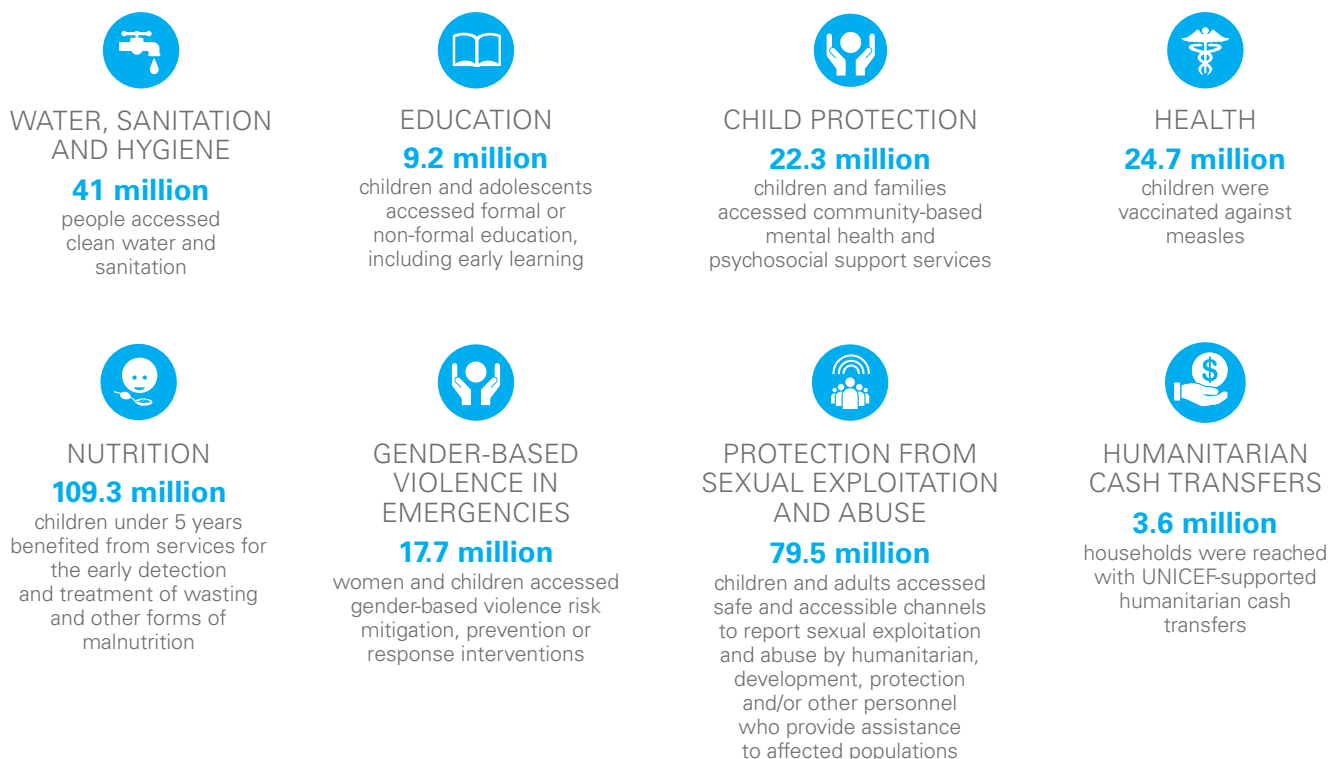 WATER, SANITATION
AND HYGIENE
41 million
people accessed
clean water and
sanitation
EDUCATION
9.2 million
children and adolescents
accessed formal or
non-formal education,
including early learning
CHILD PROTECTION
22.3 million
children and families
accessed community-based
mental health and
psychosocial support services
HEALTH
24.7 million
children were
vaccinated against
measles
NUTRITION
109.3 million
children under 5 years
benefited from services for
the early detection
and treatment of wasting
and other forms of
malnutrition
GENDER-BASED
VIOLENCE IN
EMERGENCIES
17.7 million
women and children accessed
gender-based violence risk
mitigation, prevention or
response interventions
PROTECTION FROM
SEXUAL EXPLOITATION
AND ABUSE
79.5 million
children and adults accessed
safe and accessible channels
to report sexual exploitation
and abuse by humanitarian,
development, protection
and/or other personnel
who provide assistance
to affected populations
$
HUMANITARIAN
CASH TRANSFERS
3.6 million
households were reached
with UNICEF-supported
humanitarian cash
transfers